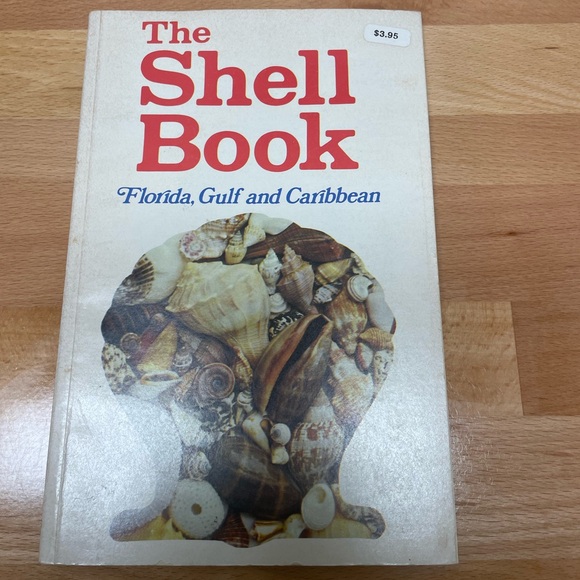 The
$3.95
Shell
Book
Florida, Gulf and Caribbean